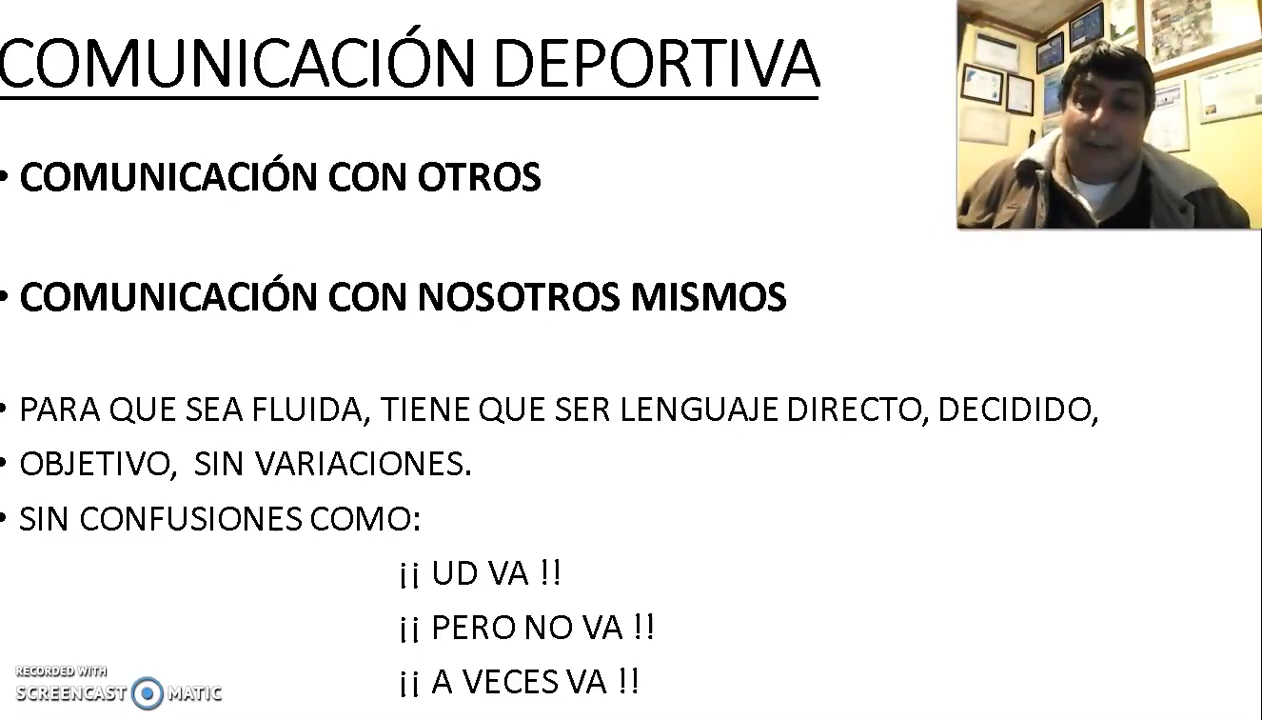 COMUNICACIÓN DEPORTIVA
• COMUNICACIÓN CON OTROS
• COMUNICACIÓN CON NOSOTROS MISMOS
• PARA QUE SEA FLUIDA, TIENE QUE SER LENGUAJE DIRECTO, DECIDIDO,
• OBJETIVO, SIN VARIACIONES.
• SIN CONFUSIONES COMO:
¡¡ UD VA !!
¡¡ PERO NO VA !!
¡¡ A VECES VA !!
RECORDED WITH
SCREENCAST MATIC